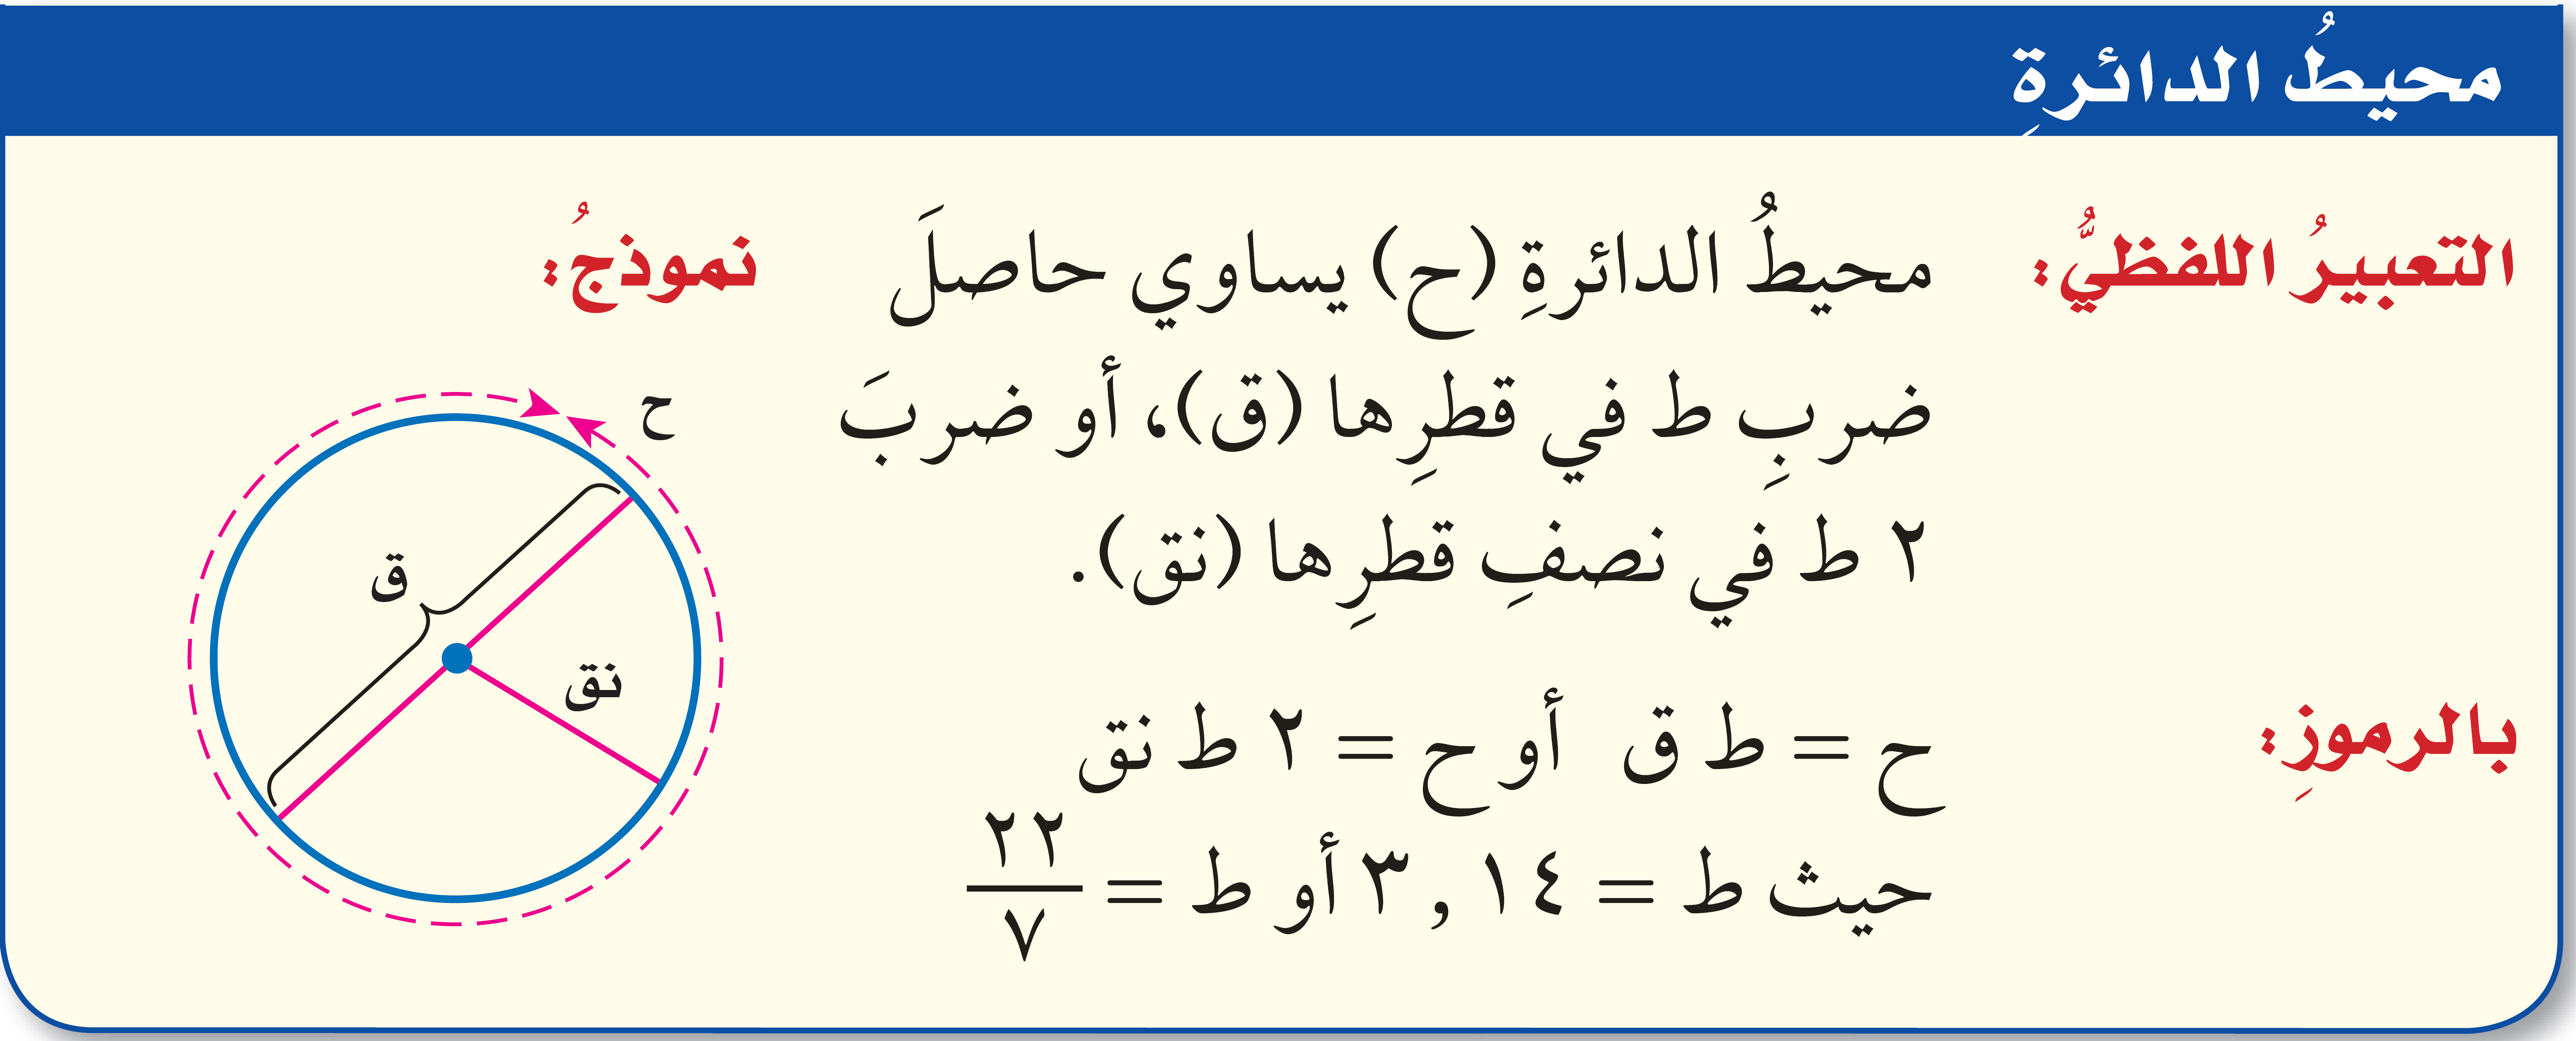 محيطُ الدائرةِ
التعبيرُ اللفظيُّ:
محيطُ الدائرةِ (ح) يساوي حاصلَ
ضربِ ط في قطرِها (ق)، أو ضربَ
٢ ط في نصفِ قطرِها (نق).
بالرموزِ:
ح = ط ق أو ح = ٢ ط نق
حيث ط = ٣,١٤ أو ط = ٢٢/٧
نموذجُ:
ح
ق
نق